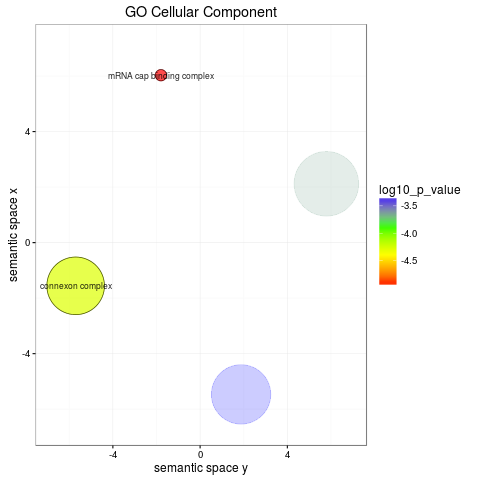 GO Cellular Component
mRNA cap binding complex
connexon complex
4
0
-4
semantic space x
-4
0
4
semantic space y
log10_p_value
-3.5
-4.0
-4.5